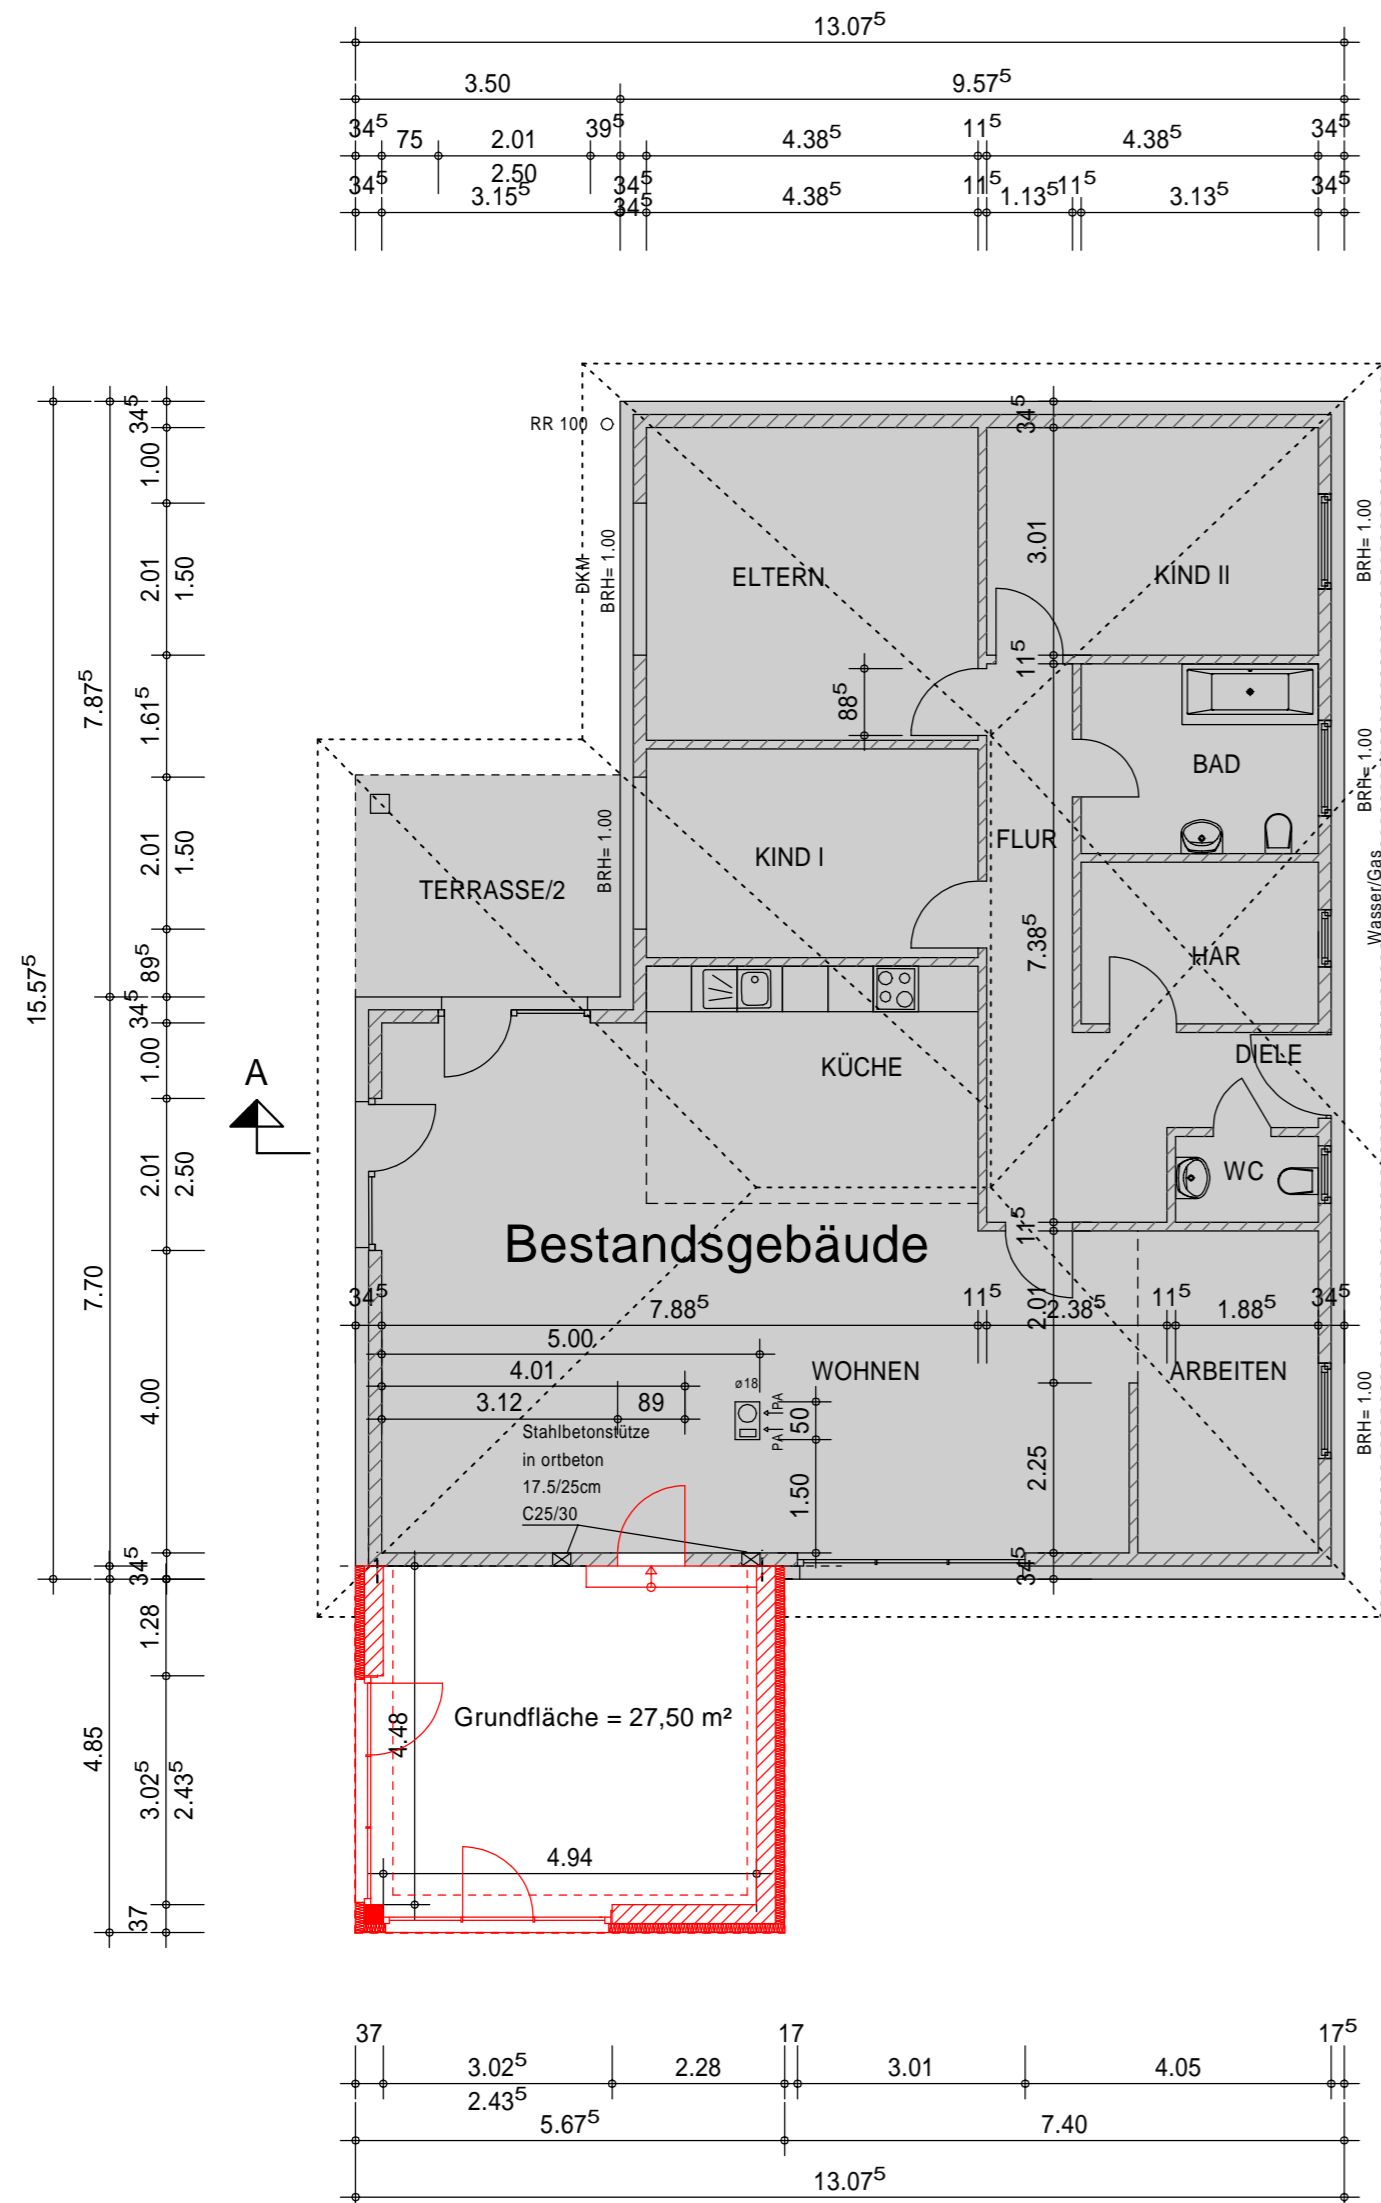 13.07⁵
3.50 9.57⁵
34⁵ 75 2.01 39⁵ 4.38⁵ 11⁵ 4.38⁵ 34⁵
2.50
34⁵ 3.15⁵ 34⁵ 34⁵ 4.38⁵ 11⁵ 1.13⁵ 11⁵ 3.13⁵ 34⁵
15.57⁵
7.87⁵
7.70
4.85
34⁵
1.00
2.01
1.50
1.61⁵
2.01
1.50
89⁵
34⁵
1.00
2.01
2.50
4.00
34⁵
1.28
3.02⁵
2.43⁵
37
RR 100
DKM
BRH= 1.00
BRH= 1.00
BRH= 1.00
BRH= 1.00
BRH= 1.00
Wasser/Gas
34⁵
3.01
11⁵
88⁵
7.38⁵
ELTERN
KIND II
BAD
FLUR
KIND I
TERRASSE/2
HAR
DIELE
KÜCHE
WC
A
Bestandsgebäude
11⁵
2.01
34⁵ 7.88⁵ 11⁵ 2.38⁵ 11⁵ 1.88⁵ 34⁵
5.00
4.01
3.12 89
WOHNEN
ARBEITEN
ø18
PA
PA
50
1.50
2.25
34⁵
Stahlbetonstütze
in ortbeton
17.5/25cm
C25/30
Grundfläche = 27,50 m²
4.48
4.94
37 17 17⁵
3.02⁵ 2.28 3.01 4.05
2.43⁵
5.67⁵ 7.40
13.07⁵